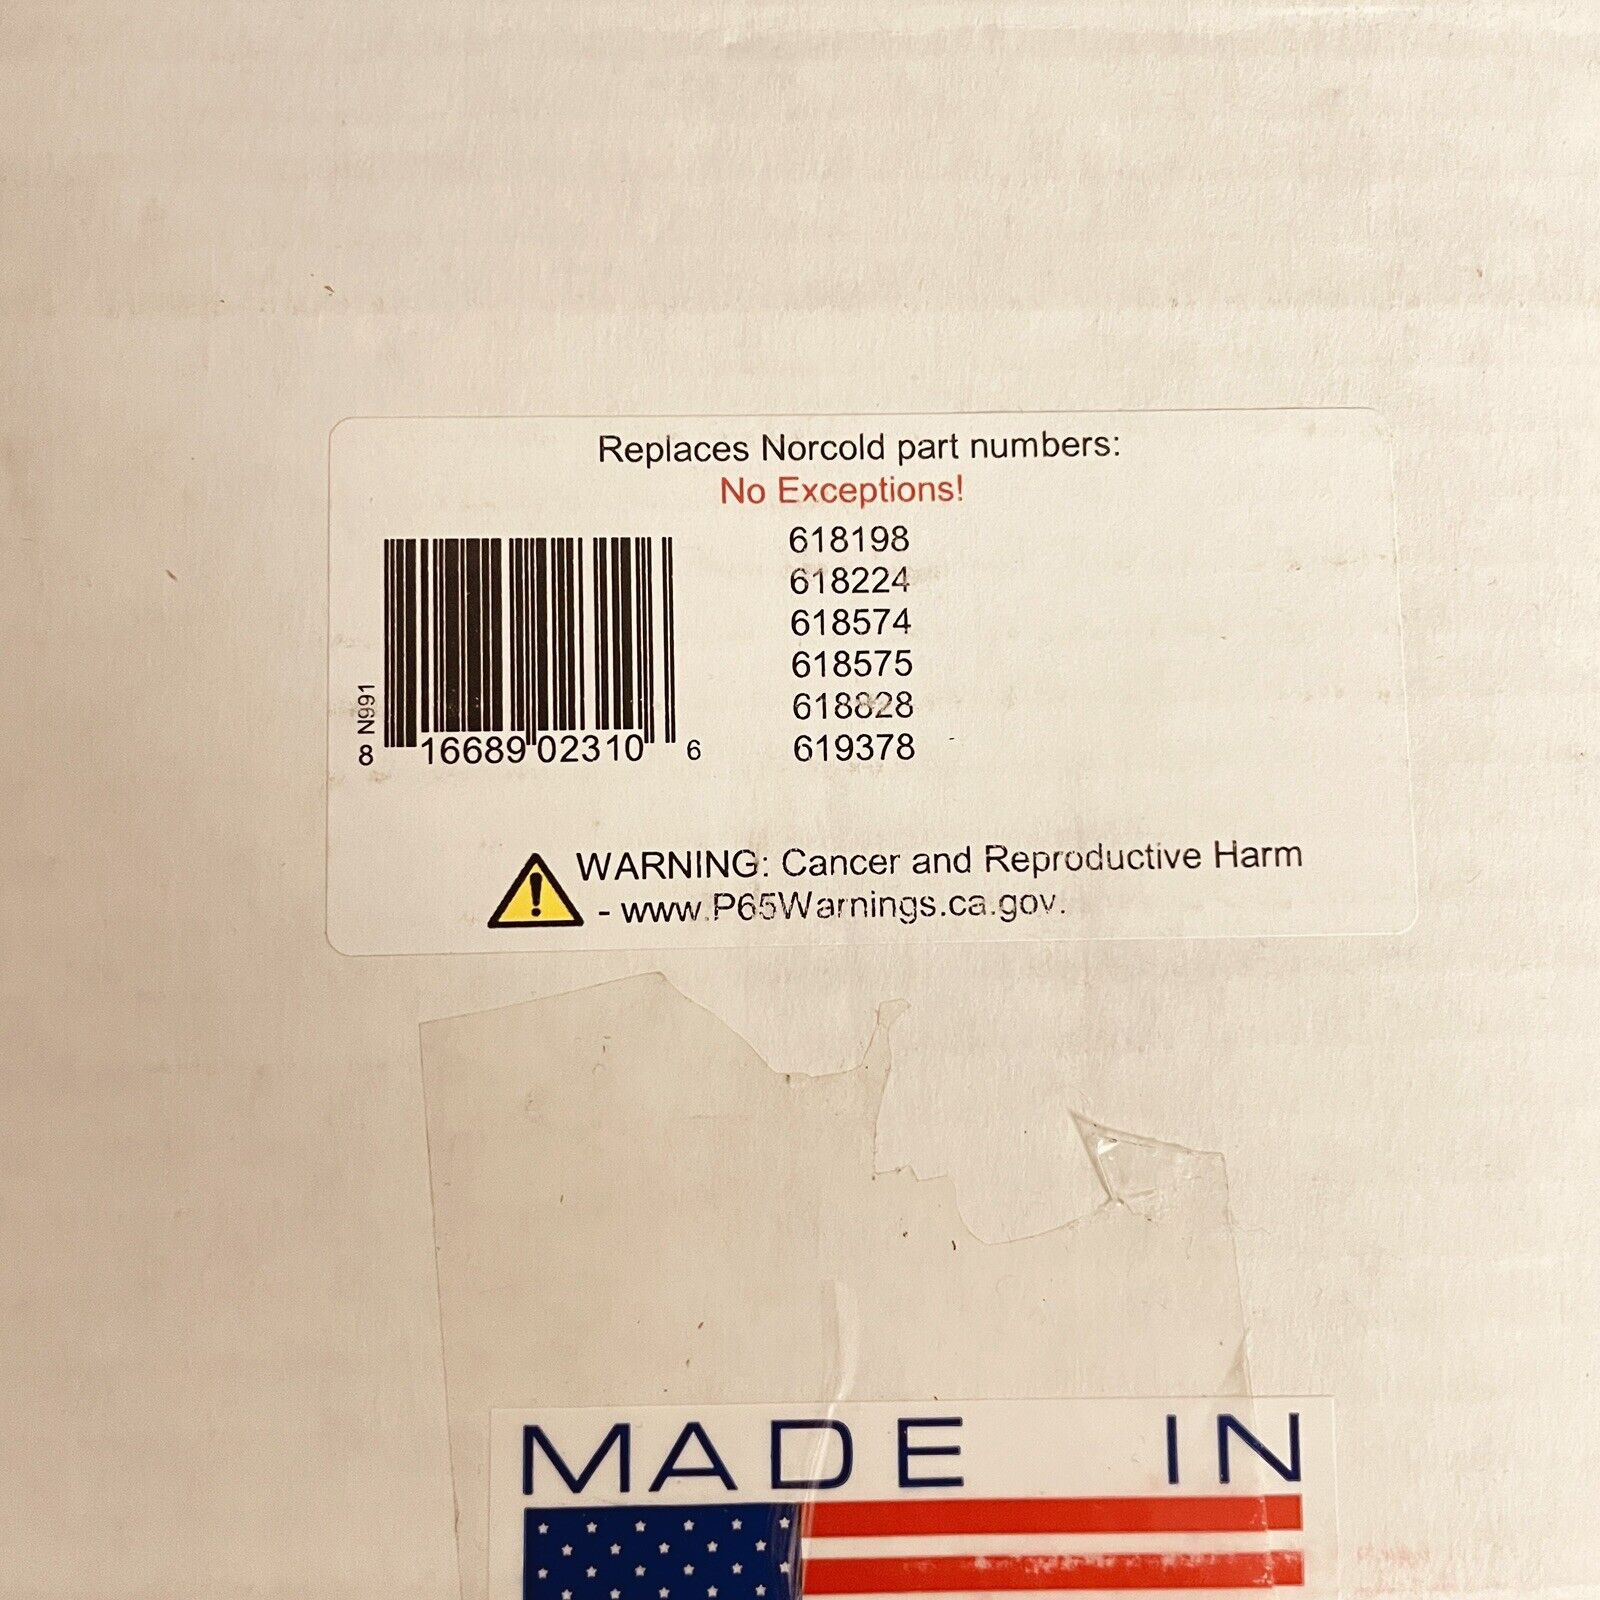 Replaces Norcold part numbers:
No Exceptions!
618198
618224
618574
618575
618828
619378
N991
8 16689 02310 6
WARNING: Cancer and Reproductive Harm
- www.P65Warnings.ca.gov.
MADE IN